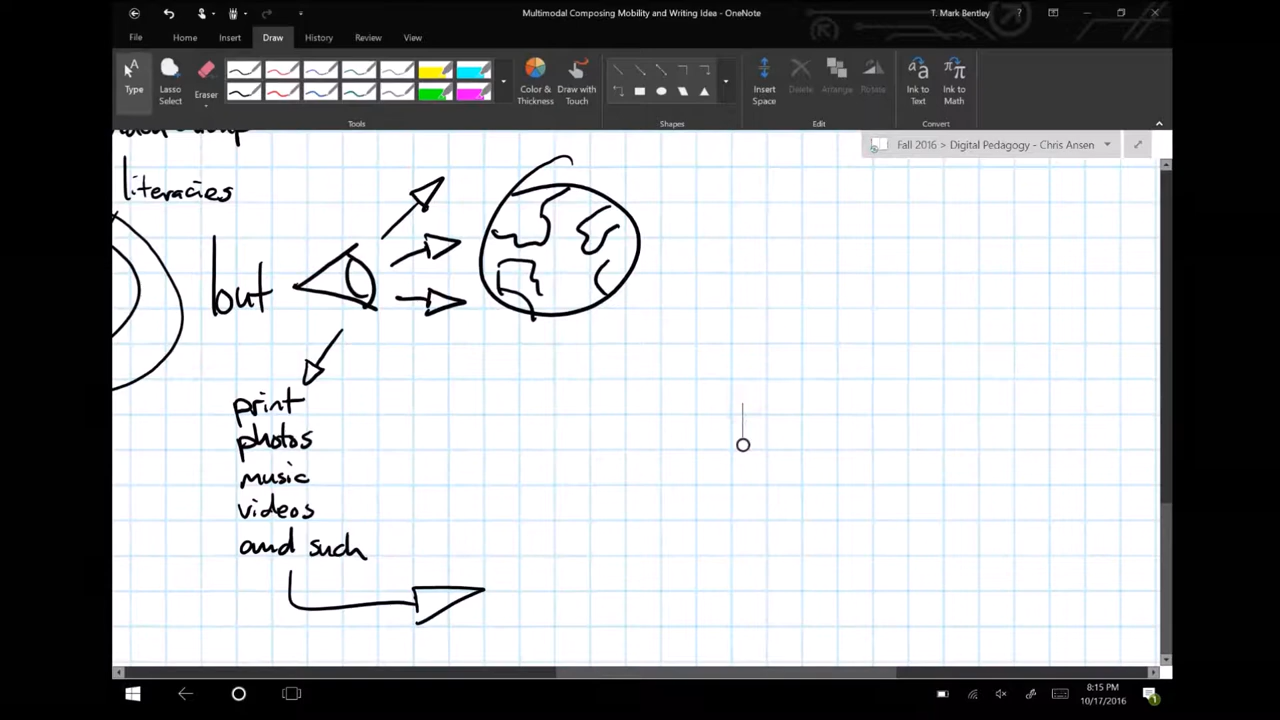 Multimodal Composing Mobility and Writing Idea - OneNote
T. Mark Bentley
?
File
Home
Insert
Draw
History
Review
View
Type
Lasso
Select
Eraser
Color &
Thickness
Draw with
Touch
Insert
Space
Delete
Arrange
Rotate
Ink to
Text
Ink to
Math
Tools
Shapes
Edit
Convert
Fall 2016 > Digital Pedagogy - Chris Ansen
literacies
but
print
photos
music
videos
and such
8:15 PM
10/17/2016
1